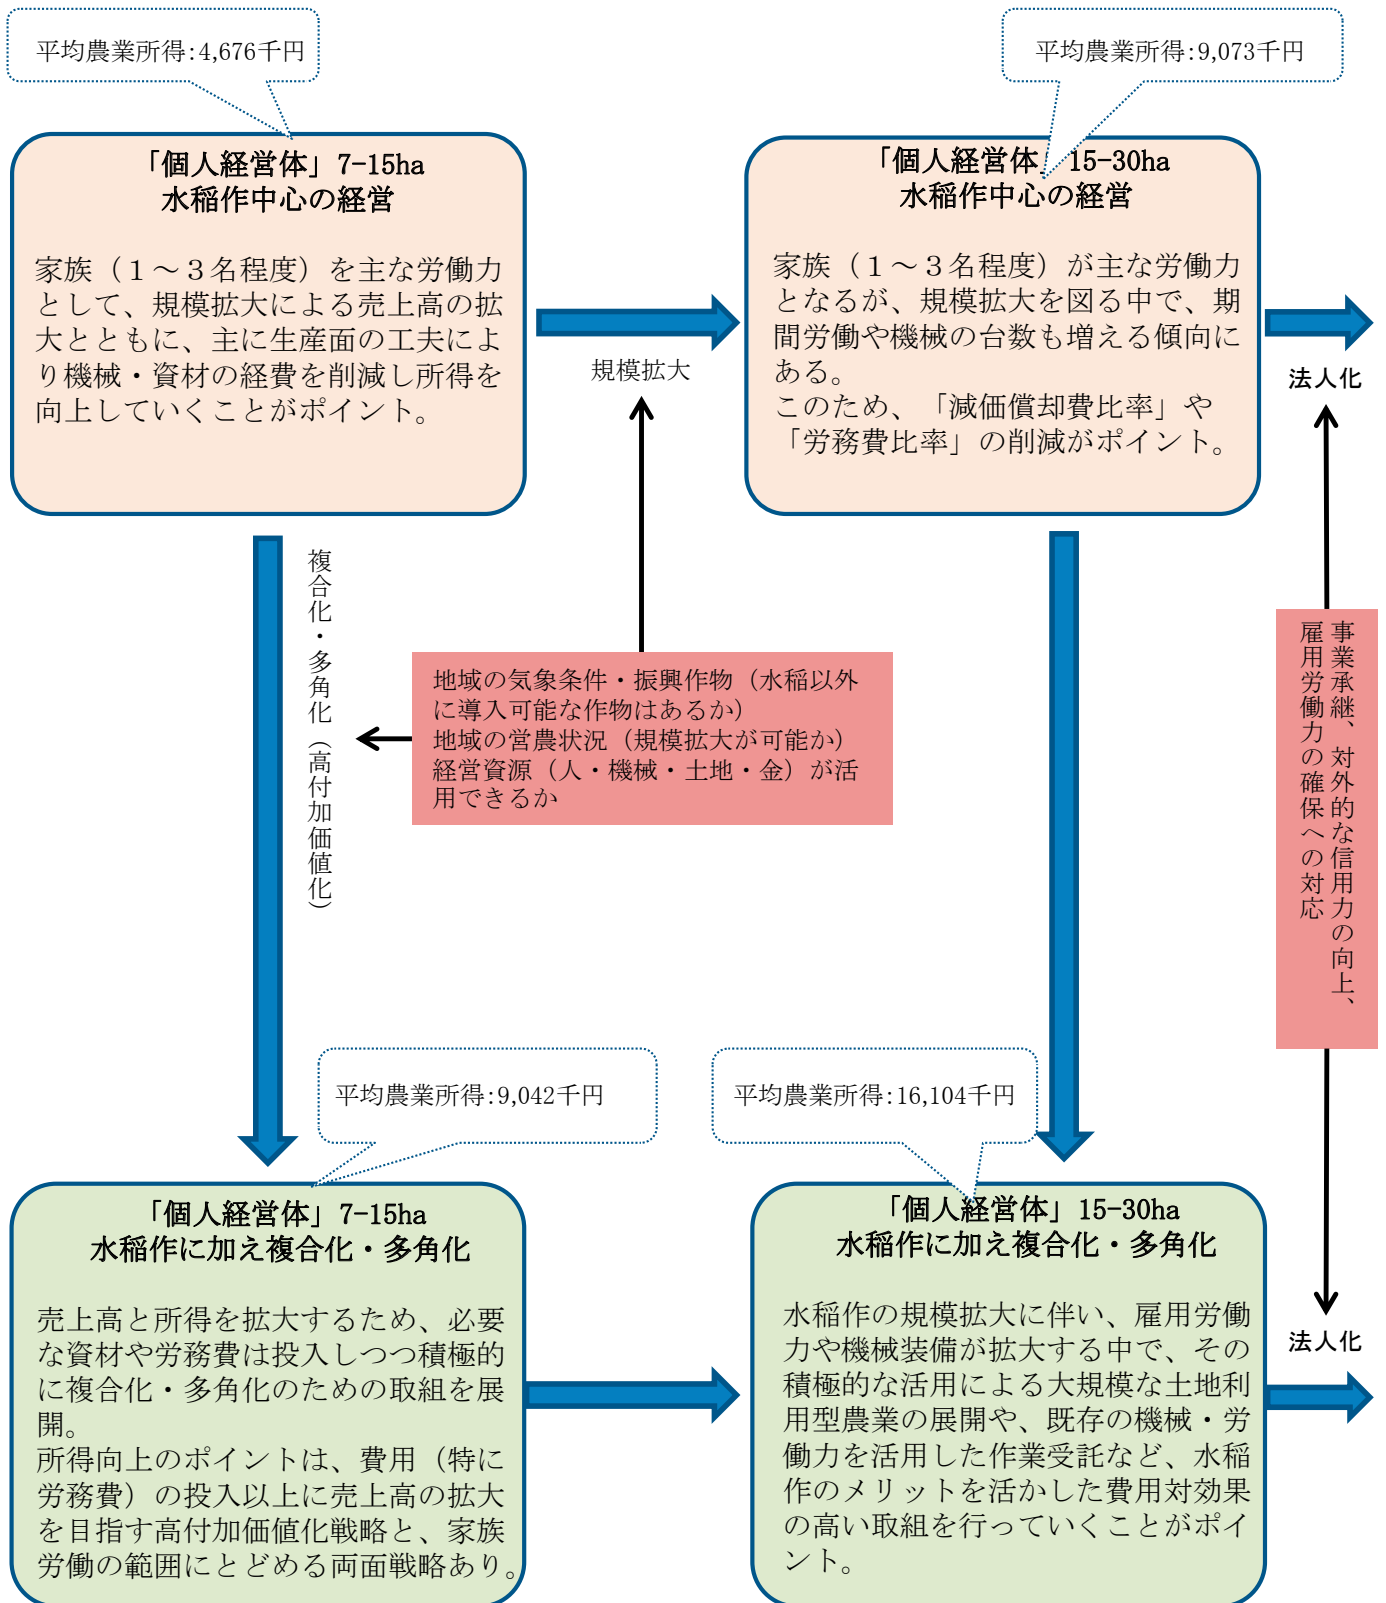 平均農業所得:4,676千円
平均農業所得:9,073千円
「個人経営体」7-15ha
水稲作中心の経営
家族（１～３名程度）を主な労働力
として、規模拡大による売上高の拡
大とともに、主に生産面の工夫によ
り機械・資材の経費を削減し所得を
向上していくことがポイント。
規模拡大
「個人経営体」15-30ha
水稲作中心の経営
家族（１～３名程度）が主な労働力
となるが、規模拡大を図る中で、期
間労働や機械の台数も増える傾向に
ある。
このため、「減価償却費比率」や
「労務費比率」の削減がポイント。
法人化
複合化・多角化（高付加価値化）
地域の気象条件・振興作物（水稲以外
に導入可能な作物はあるか）
地域の営農状況（規模拡大が可能か）
経営資源（人・機械・土地・金）が活
用できるか
事業承継、対外的な信用力の向上、
雇用労働力の確保への対応
平均農業所得:9,042千円
平均農業所得:16,104千円
「個人経営体」7-15ha
水稲作に加え複合化・多角化
売上高と所得を拡大するため、必要
な資材や労務費は投入しつつ積極的
に複合化・多角化のための取組を展
開。
所得向上のポイントは、費用（特に
労務費）の投入以上に売上高の拡大
を目指す高付加価値化戦略と、家族
労働の範囲にとどめる両面戦略あり。
「個人経営体」15-30ha
水稲作に加え複合化・多角化
水稲作の規模拡大に伴い、雇用労働
力や機械装備が拡大する中で、その
積極的な活用による大規模な土地利
用型農業の展開や、既存の機械・労
働力を活用した作業受託など、水稲
作のメリットを活かした費用対効果
の高い取組を行っていくことがポイ
ント。
法人化